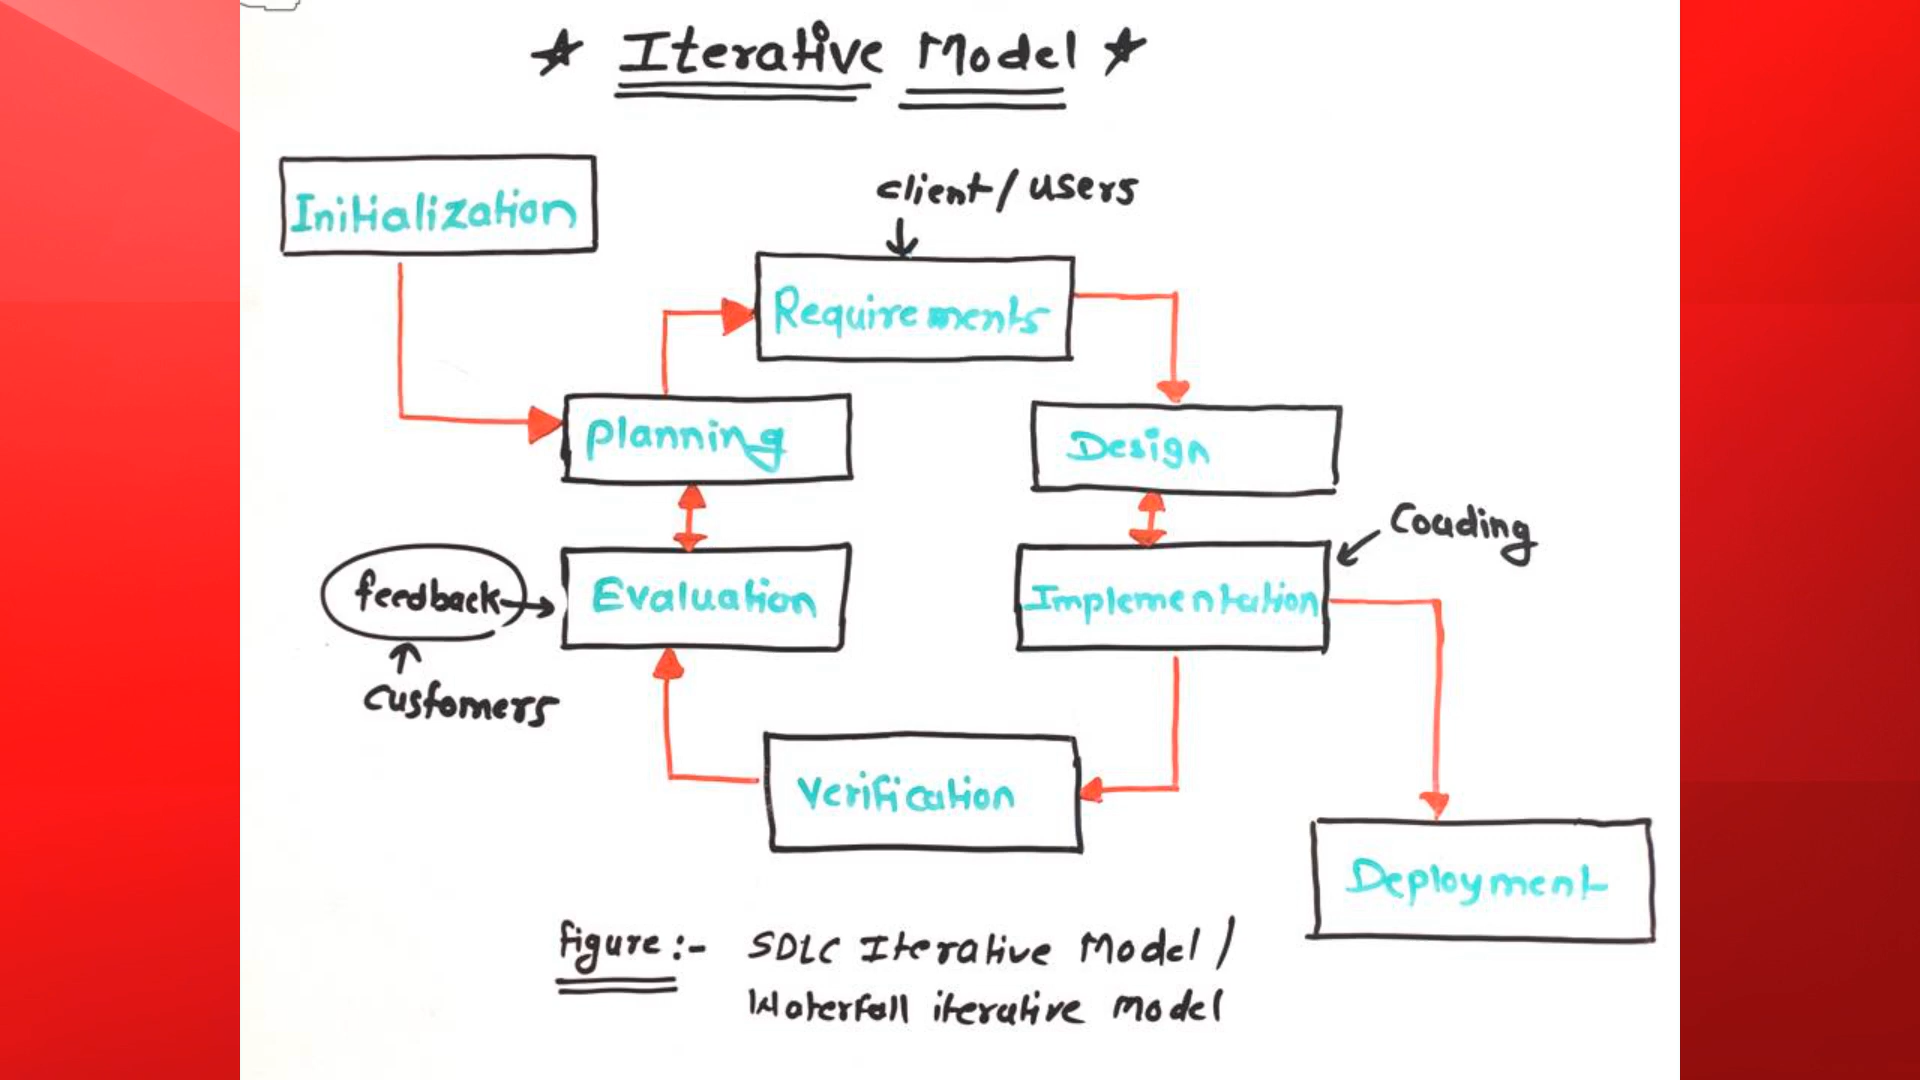 ★ Iterative Model ★
Initialization
client/users
Requirements
Planning
Design
Coading
feedback
Evaluation
Implementation
customers
Verification
Deployment
figure:- SDLC Iterative Model/
Waterfall iterative Model